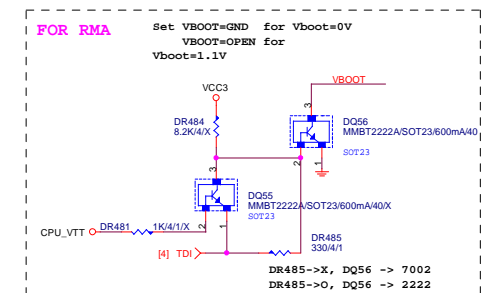 FOR RMA
Set VBOOT=GND for Vboot=0V
VBOOT=OPEN for
Vboot=1.1V
VCC3
VBOOT
DR484
8.2K/4/X
3
DQ56
MMBT2222A/SOT23/600mA/40
SOT23
2
1
3
DQ55
MMBT2222A/SOT23/600mA/40/X
SOT23
2
1
CPU_VTT
DR481
1K/4/1/X
[4] TDI
DR485
330/4/1
DR485->X, DQ56 -> 7002
DR485->O, DQ56 -> 2222